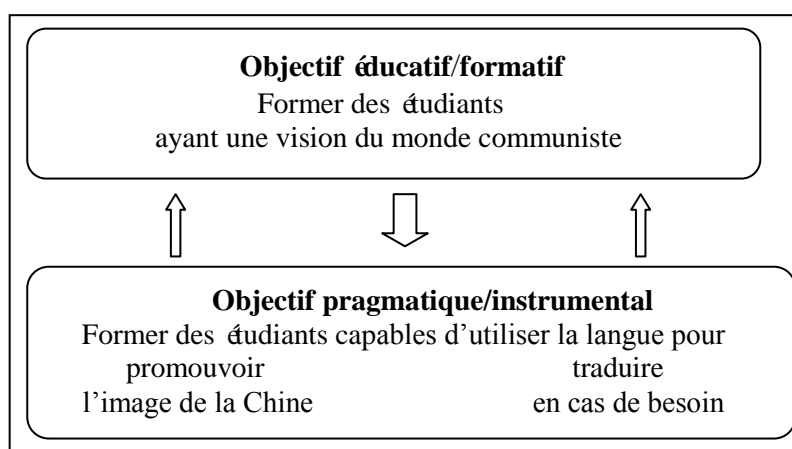 Objectif éducatif/formatif
Former des étudiants
ayant une vision du monde communiste
Objectif pragmatique/instrumental
Former des étudiants capables d'utiliser la langue pour
promouvoir traduire
l'image de la Chine en cas de besoin